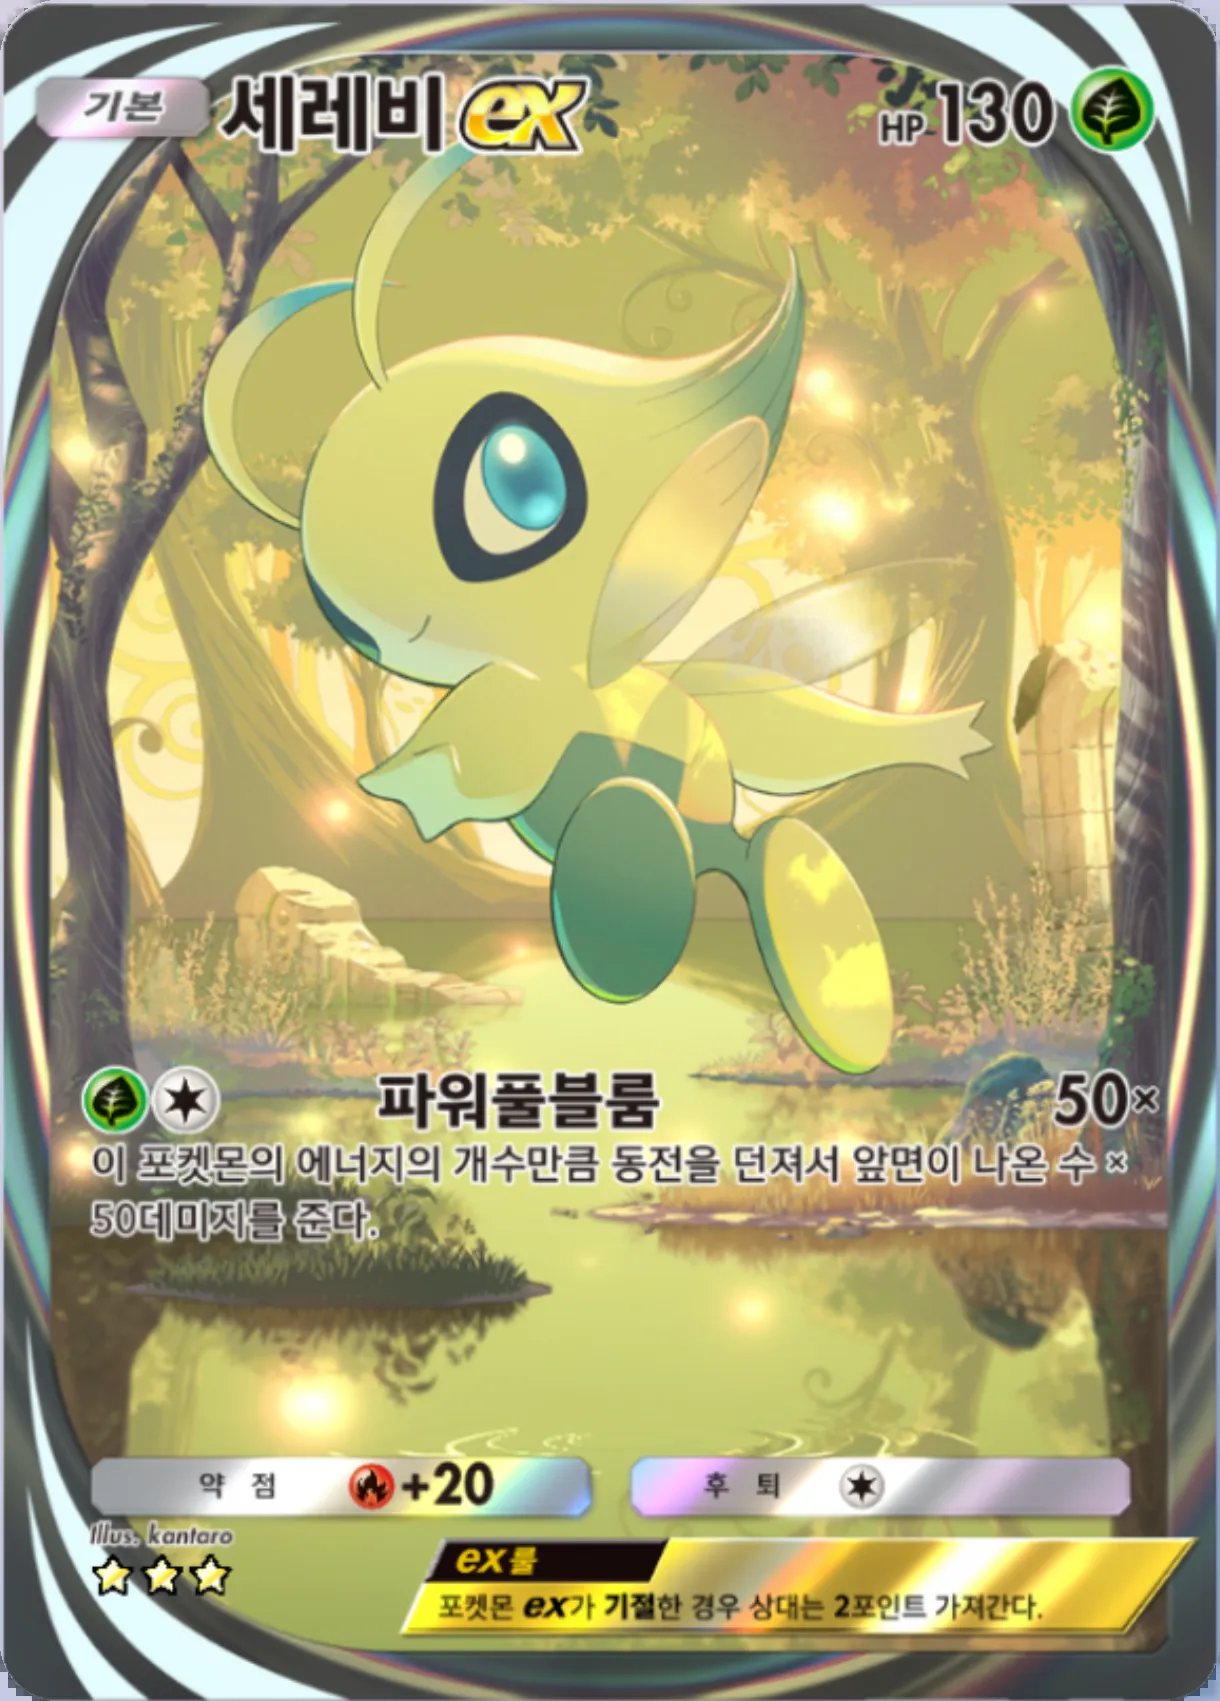 기본 세레비 ex HP 130
파워풀블룸 50×
이 포켓몬의 에너지의 개수만큼 동전을 던져서 앞면이 나온 수 ×
50데미지를 준다.
약 점 +20 후 퇴
Illus. kantaro
ex룰
포켓몬 ex가 기절한 경우 상대는 2포인트 가져간다.